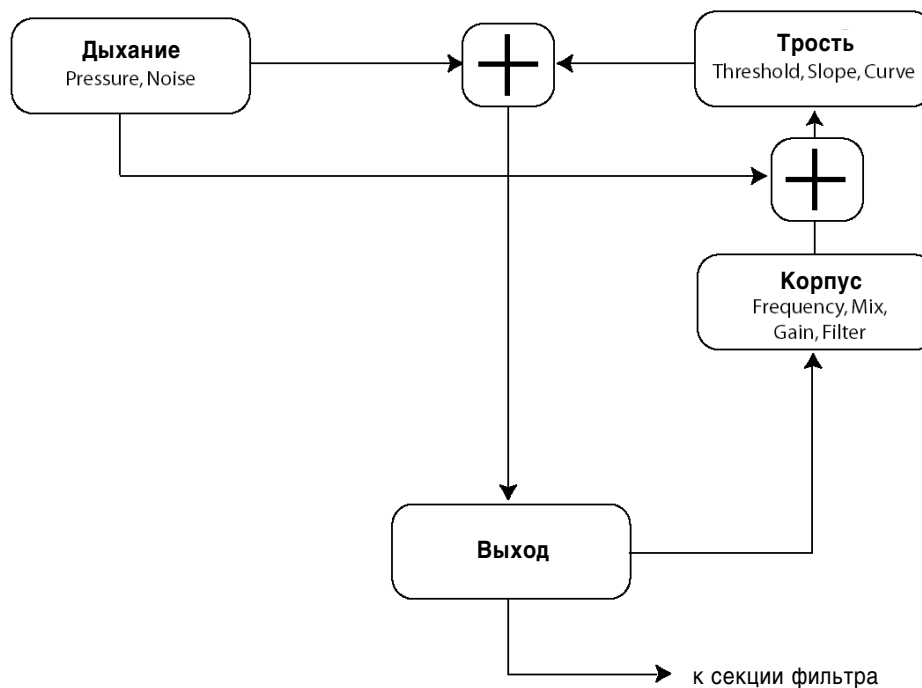 Дыхание
Pressure, Noise
Трость
Threshold, Slope, Curve
Корпус
Frequency, Mix,
Gain, Filter
Выход
к секции фильтра